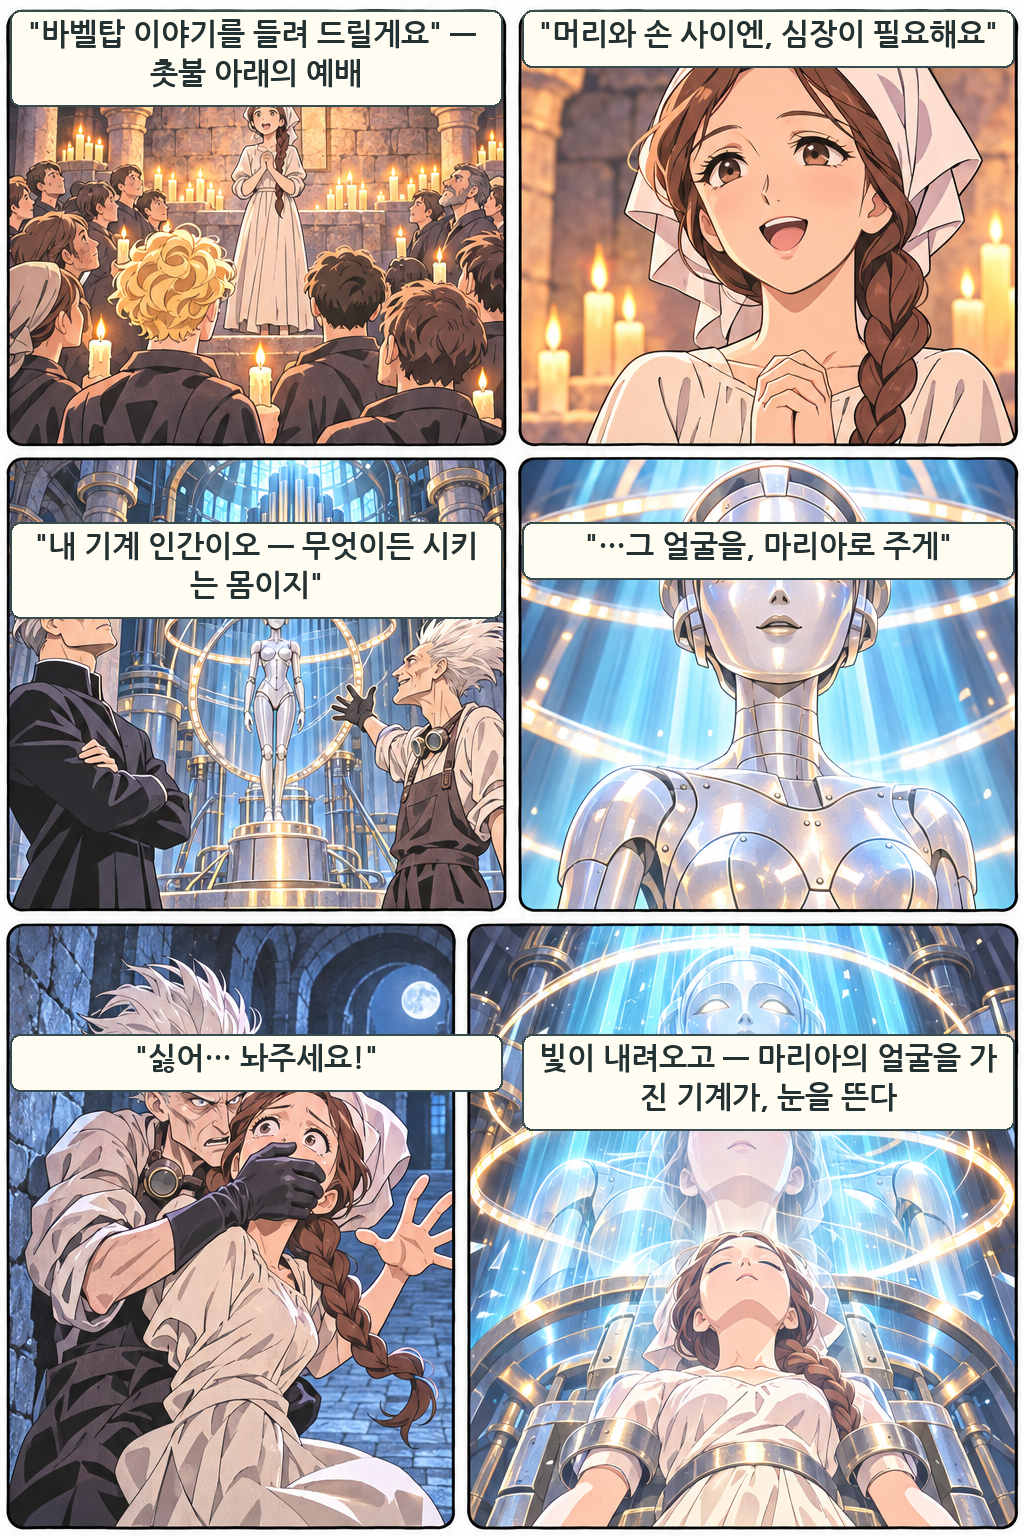 "바벨탑 이야기를 들려 드릴게요" —
촛불 아래의 예배
"머리와 손 사이엔, 심장이 필요해요"
"내 기계 인간이오 — 무엇이든 시키
는 몸이지"
"…그 얼굴을, 마리아로 주게"
"싫어… 놔주세요!"
빛이 내려오고 — 마리아의 얼굴을 가
진 기계가, 눈을 뜬다